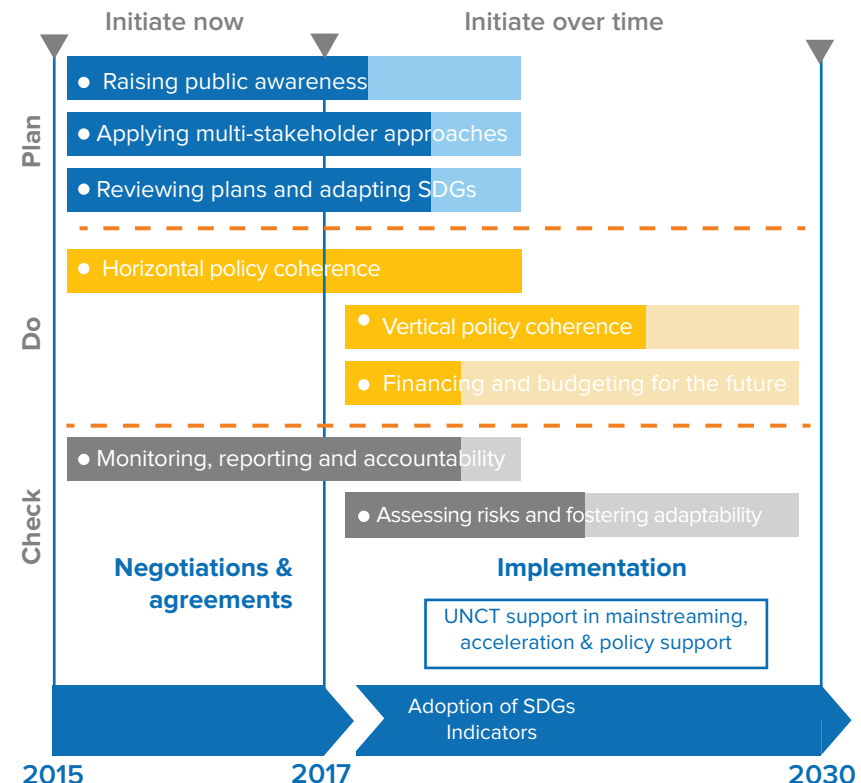 Initiate now
Initiate over time
Plan
Raising public awareness
Applying multi-stakeholder approaches
Reviewing plans and adapting SDGs
Do
Horizontal policy coherence
Vertical policy coherence
Financing and budgeting for the future
Check
Monitoring, reporting and accountability
Assessing risks and fostering adaptability
Negotiations &
agreements
Implementation
UNCT support in mainstreaming,
acceleration & policy support
Adoption of SDGs
Indicators
2015
2017
2030